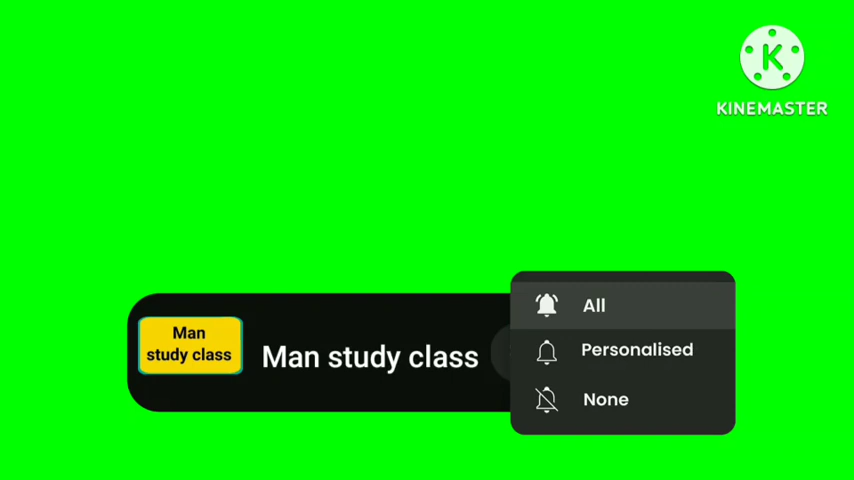 K
KINEMASTER
All
Man
study class
Man study class
Personalised
None